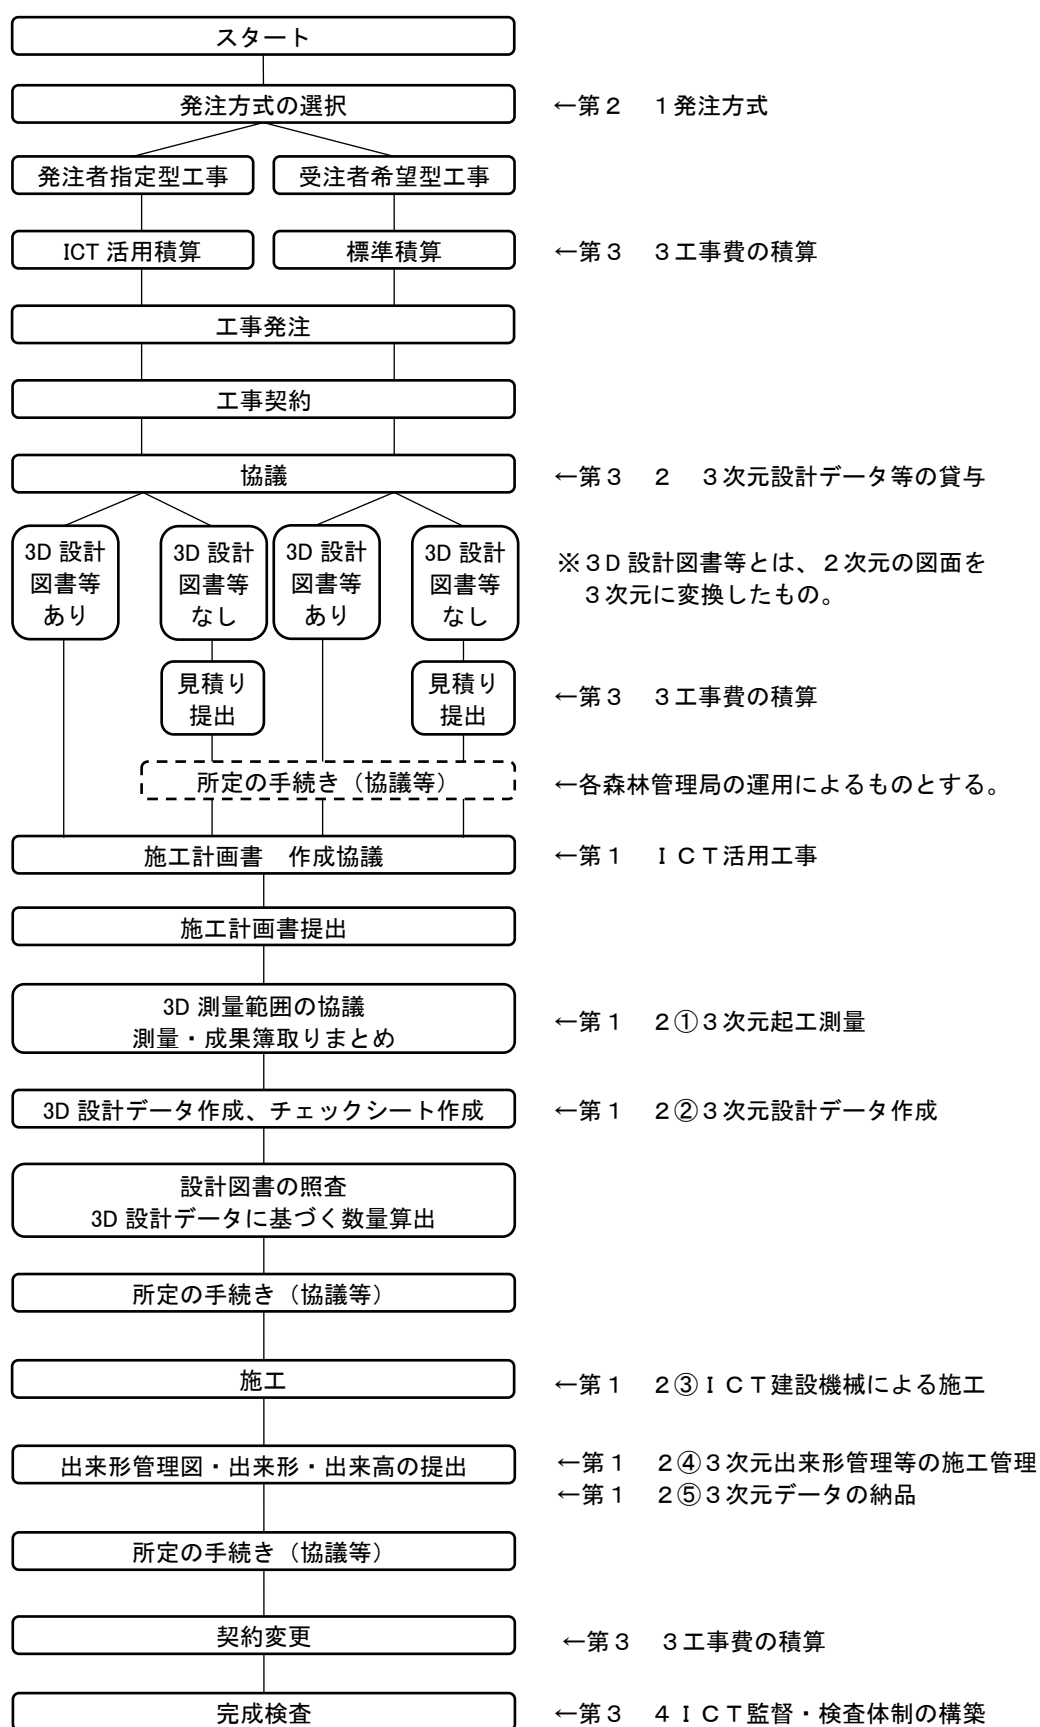 スタート
発注方式の選択
←第２　１発注方式
発注者指定型工事
受注者希望型工事
ICT 活用積算
標準積算
←第３　３工事費の積算
工事発注
工事契約
協議
←第３　２　３次元設計データ等の貸与
3D 設計
図書等
あり
3D 設計
図書等
なし
3D 設計
図書等
あり
3D 設計
図書等
なし
※３D 設計図書等とは、２次元の図面を
３次元に変換したもの。
見積り
提出
見積り
提出
←第３　３工事費の積算
所定の手続き（協議等）
←各森林管理局の運用によるものとする。
施工計画書　作成協議
←第１　ＩＣＴ活用工事
施工計画書提出
3D 測量範囲の協議
測量・成果簿取りまとめ
←第１　２①３次元起工測量
3D 設計データ作成、チェックシート作成
←第１　２②３次元設計データ作成
設計図書の照査
3D 設計データに基づく数量算出
所定の手続き（協議等）
施工
←第１　２③ＩＣＴ建設機械による施工
出来形管理図・出来形・出来高の提出
←第１　２④３次元出来形管理等の施工管理
←第１　２⑤３次元データの納品
所定の手続き（協議等）
契約変更
←第３　３工事費の積算
完成検査
←第３　４ＩＣＴ監督・検査体制の構築